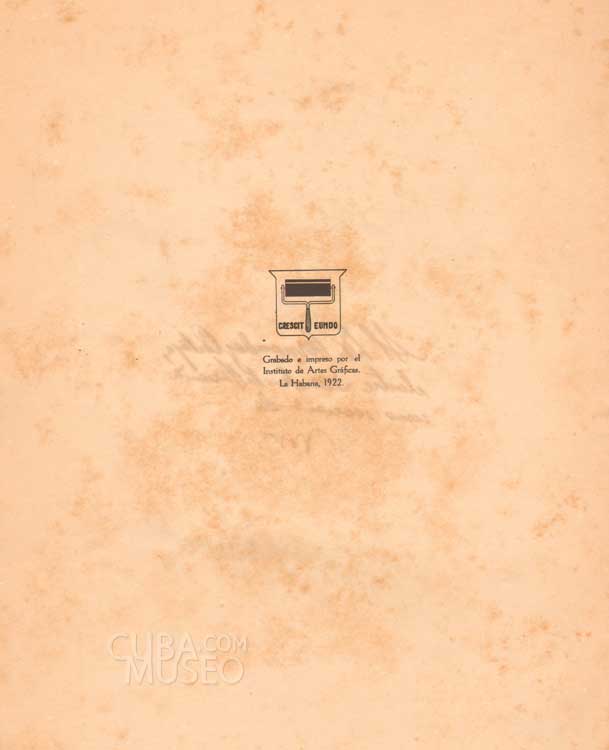 CRESCIT EUNDO
Grabado e impreso por el
Instituto de Artes Gráficas.
La Habana, 1922.
CUBA.COM
MUSEO